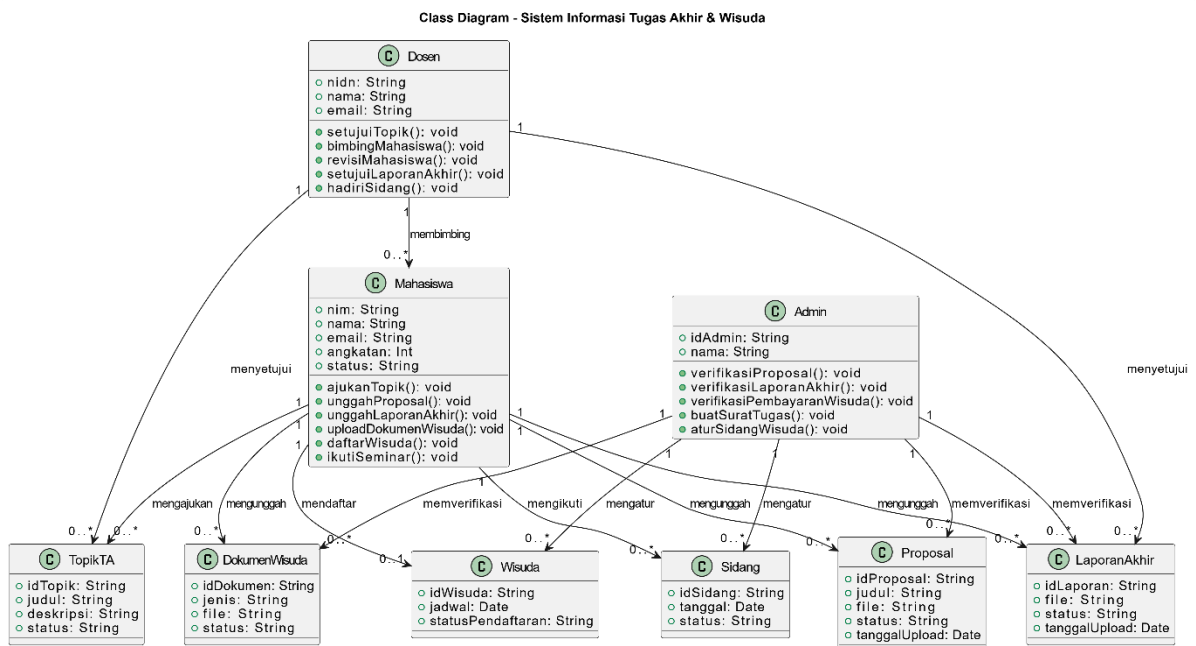 Class Diagram - Sistem Informasi Tugas Akhir & Wisuda
C Dosen
nidn: String
nama: String
email: String
setujuiTopik(): void
bimbingMahasiswa(): void
revisiMahasiswa(): void
setujuiLaporanAkhir(): void
hadiriSidang(): void
1
1
1
membimbing
0..*
C Mahasiswa
nim: String
nama: String
email: String
angkatan: Int
status: String
ajukanTopik(): void
unggahProposal(): void
unggahLaporanAkhir(): void
uploadDokumenWisuda(): void
daftarWisuda(): void
ikutiSeminar(): void
C Admin
idAdmin: String
nama: String
verifikasiProposal(): void
verifikasiLaporanAkhir(): void
verifikasiPembayaranWisuda(): void
buatSuratTugas(): void
aturSidangWisuda(): void
menyetujui
menyetujui
1
1
1
1
1
1
1
1
1
1
1
1
mengajukan
mengunggah
mendaftar
memverifikasi
mengikuti
mengatur
mengunggah
mengatur
mengunggah
memverifikasi
memverifikasi
0..*
0..*
0..*
0..*
0..1
0..*
0..*
0..*
0..*
0..*
0..*
0..*
0..*
C TopikTA
idTopik: String
judul: String
deskripsi: String
status: String
C DokumenWisuda
idDokumen: String
jenis: String
file: String
status: String
C Wisuda
idWisuda: String
jadwal: Date
statusPendaftaran: String
C Sidang
idSidang: String
tanggal: Date
status: String
C Proposal
idProposal: String
judul: String
file: String
status: String
tanggalUpload: Date
C LaporanAkhir
idLaporan: String
file: String
status: String
tanggalUpload: Date